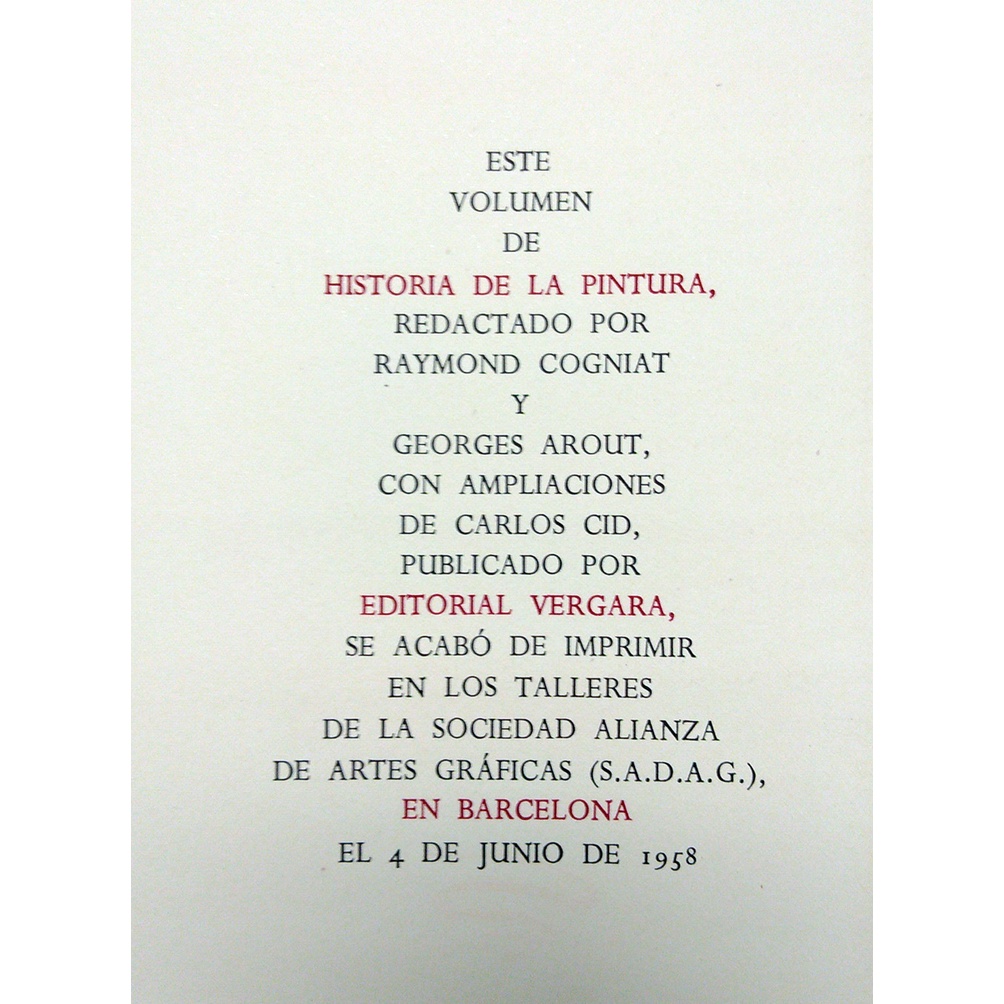 ESTE
VOLUMEN
DE
HISTORIA DE LA PINTURA,
REDACTADO POR
RAYMOND COGNIAT
Y
GEORGES AROUT,
CON AMPLIACIONES
DE CARLOS CID,
PUBLICADO POR
EDITORIAL VERGARA,
SE ACABÓ DE IMPRIMIR
EN LOS TALLERES
DE LA SOCIEDAD ALIANZA
DE ARTES GRÁFICAS (S.A.D.A.G.),
EN BARCELONA
EL 4 DE JUNIO DE 1958